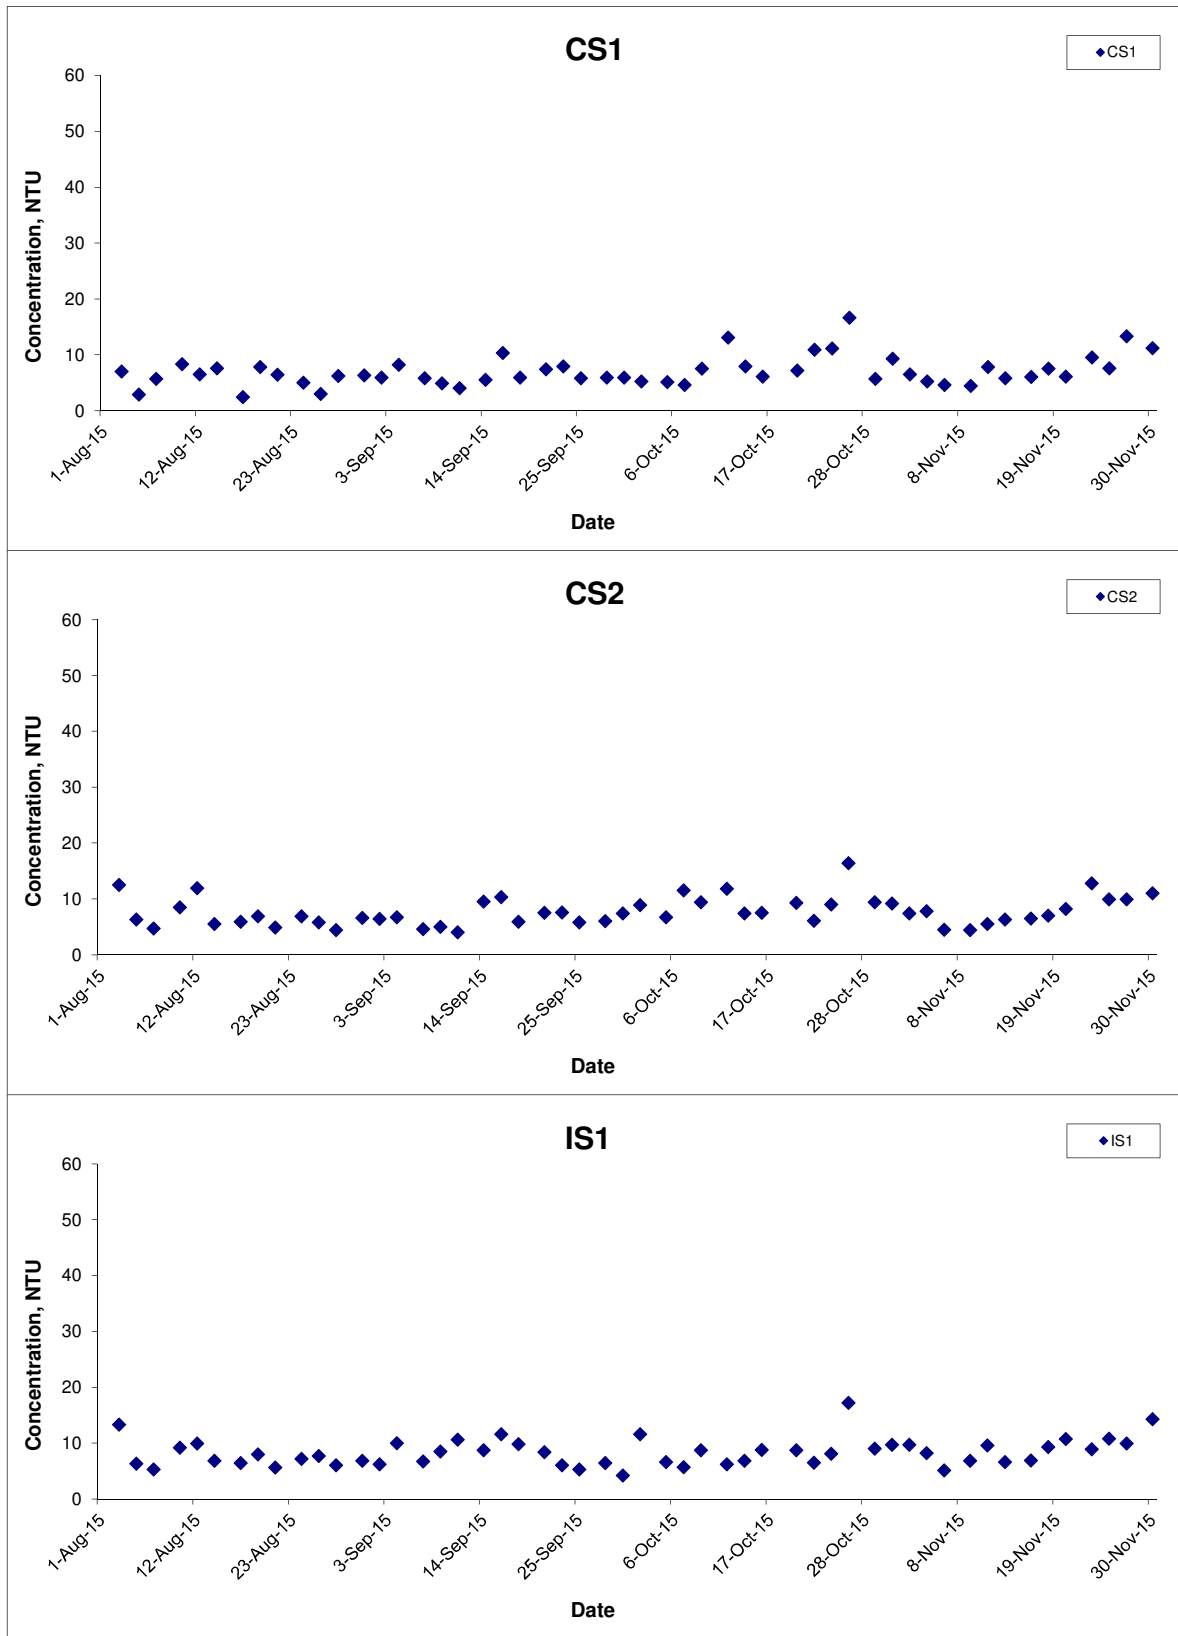 CS1
CS1
60
50
40
30
20
10
0
Concentration, NTU
1-Aug-15
12-Aug-15
23-Aug-15
3-Sep-15
14-Sep-15
25-Sep-15
6-Oct-15
17-Oct-15
28-Oct-15
8-Nov-15
19-Nov-15
30-Nov-15
Date
CS2
CS2
60
50
40
30
20
10
0
Concentration, NTU
1-Aug-15
12-Aug-15
23-Aug-15
3-Sep-15
14-Sep-15
25-Sep-15
6-Oct-15
17-Oct-15
28-Oct-15
8-Nov-15
19-Nov-15
30-Nov-15
Date
IS1
IS1
60
50
40
30
20
10
0
Concentration, NTU
1-Aug-15
12-Aug-15
23-Aug-15
3-Sep-15
14-Sep-15
25-Sep-15
6-Oct-15
17-Oct-15
28-Oct-15
8-Nov-15
19-Nov-15
30-Nov-15
Date